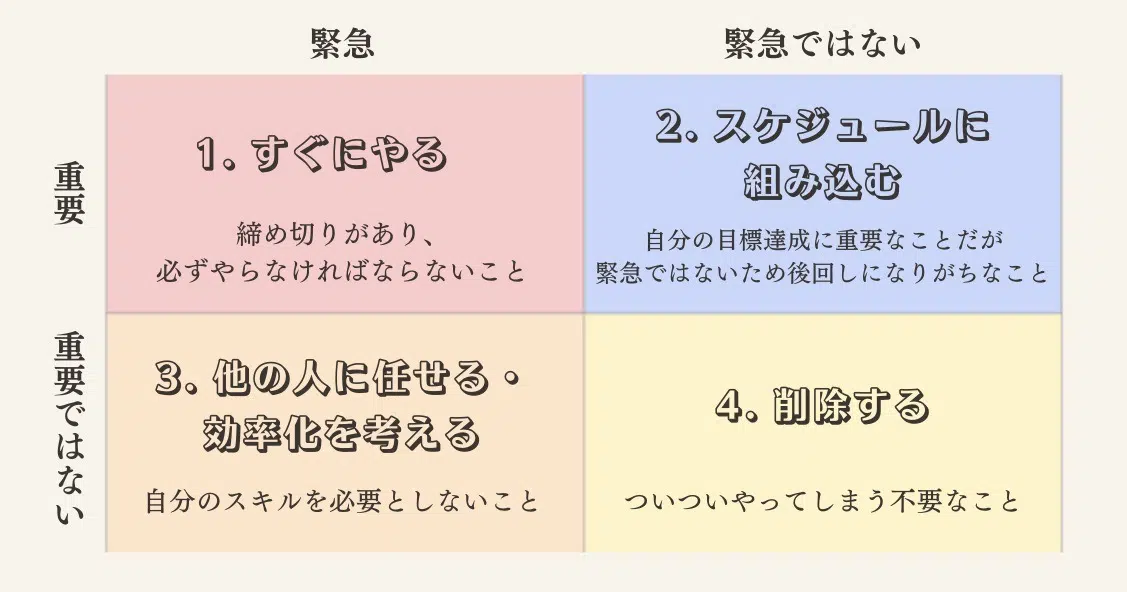 緊急
緊急ではない
重要
1. すぐにやる
締め切りがあり、
必ずやらなければならないこと
2. スケジュールに
組み込む
自分の目標達成に重要なことだが
緊急ではないため後回しになりがちなこと
重要ではない
3. 他の人に任せる・
効率化を考える
自分のスキルを必要としないこと
4. 削除する
ついついやってしまう不要なこと